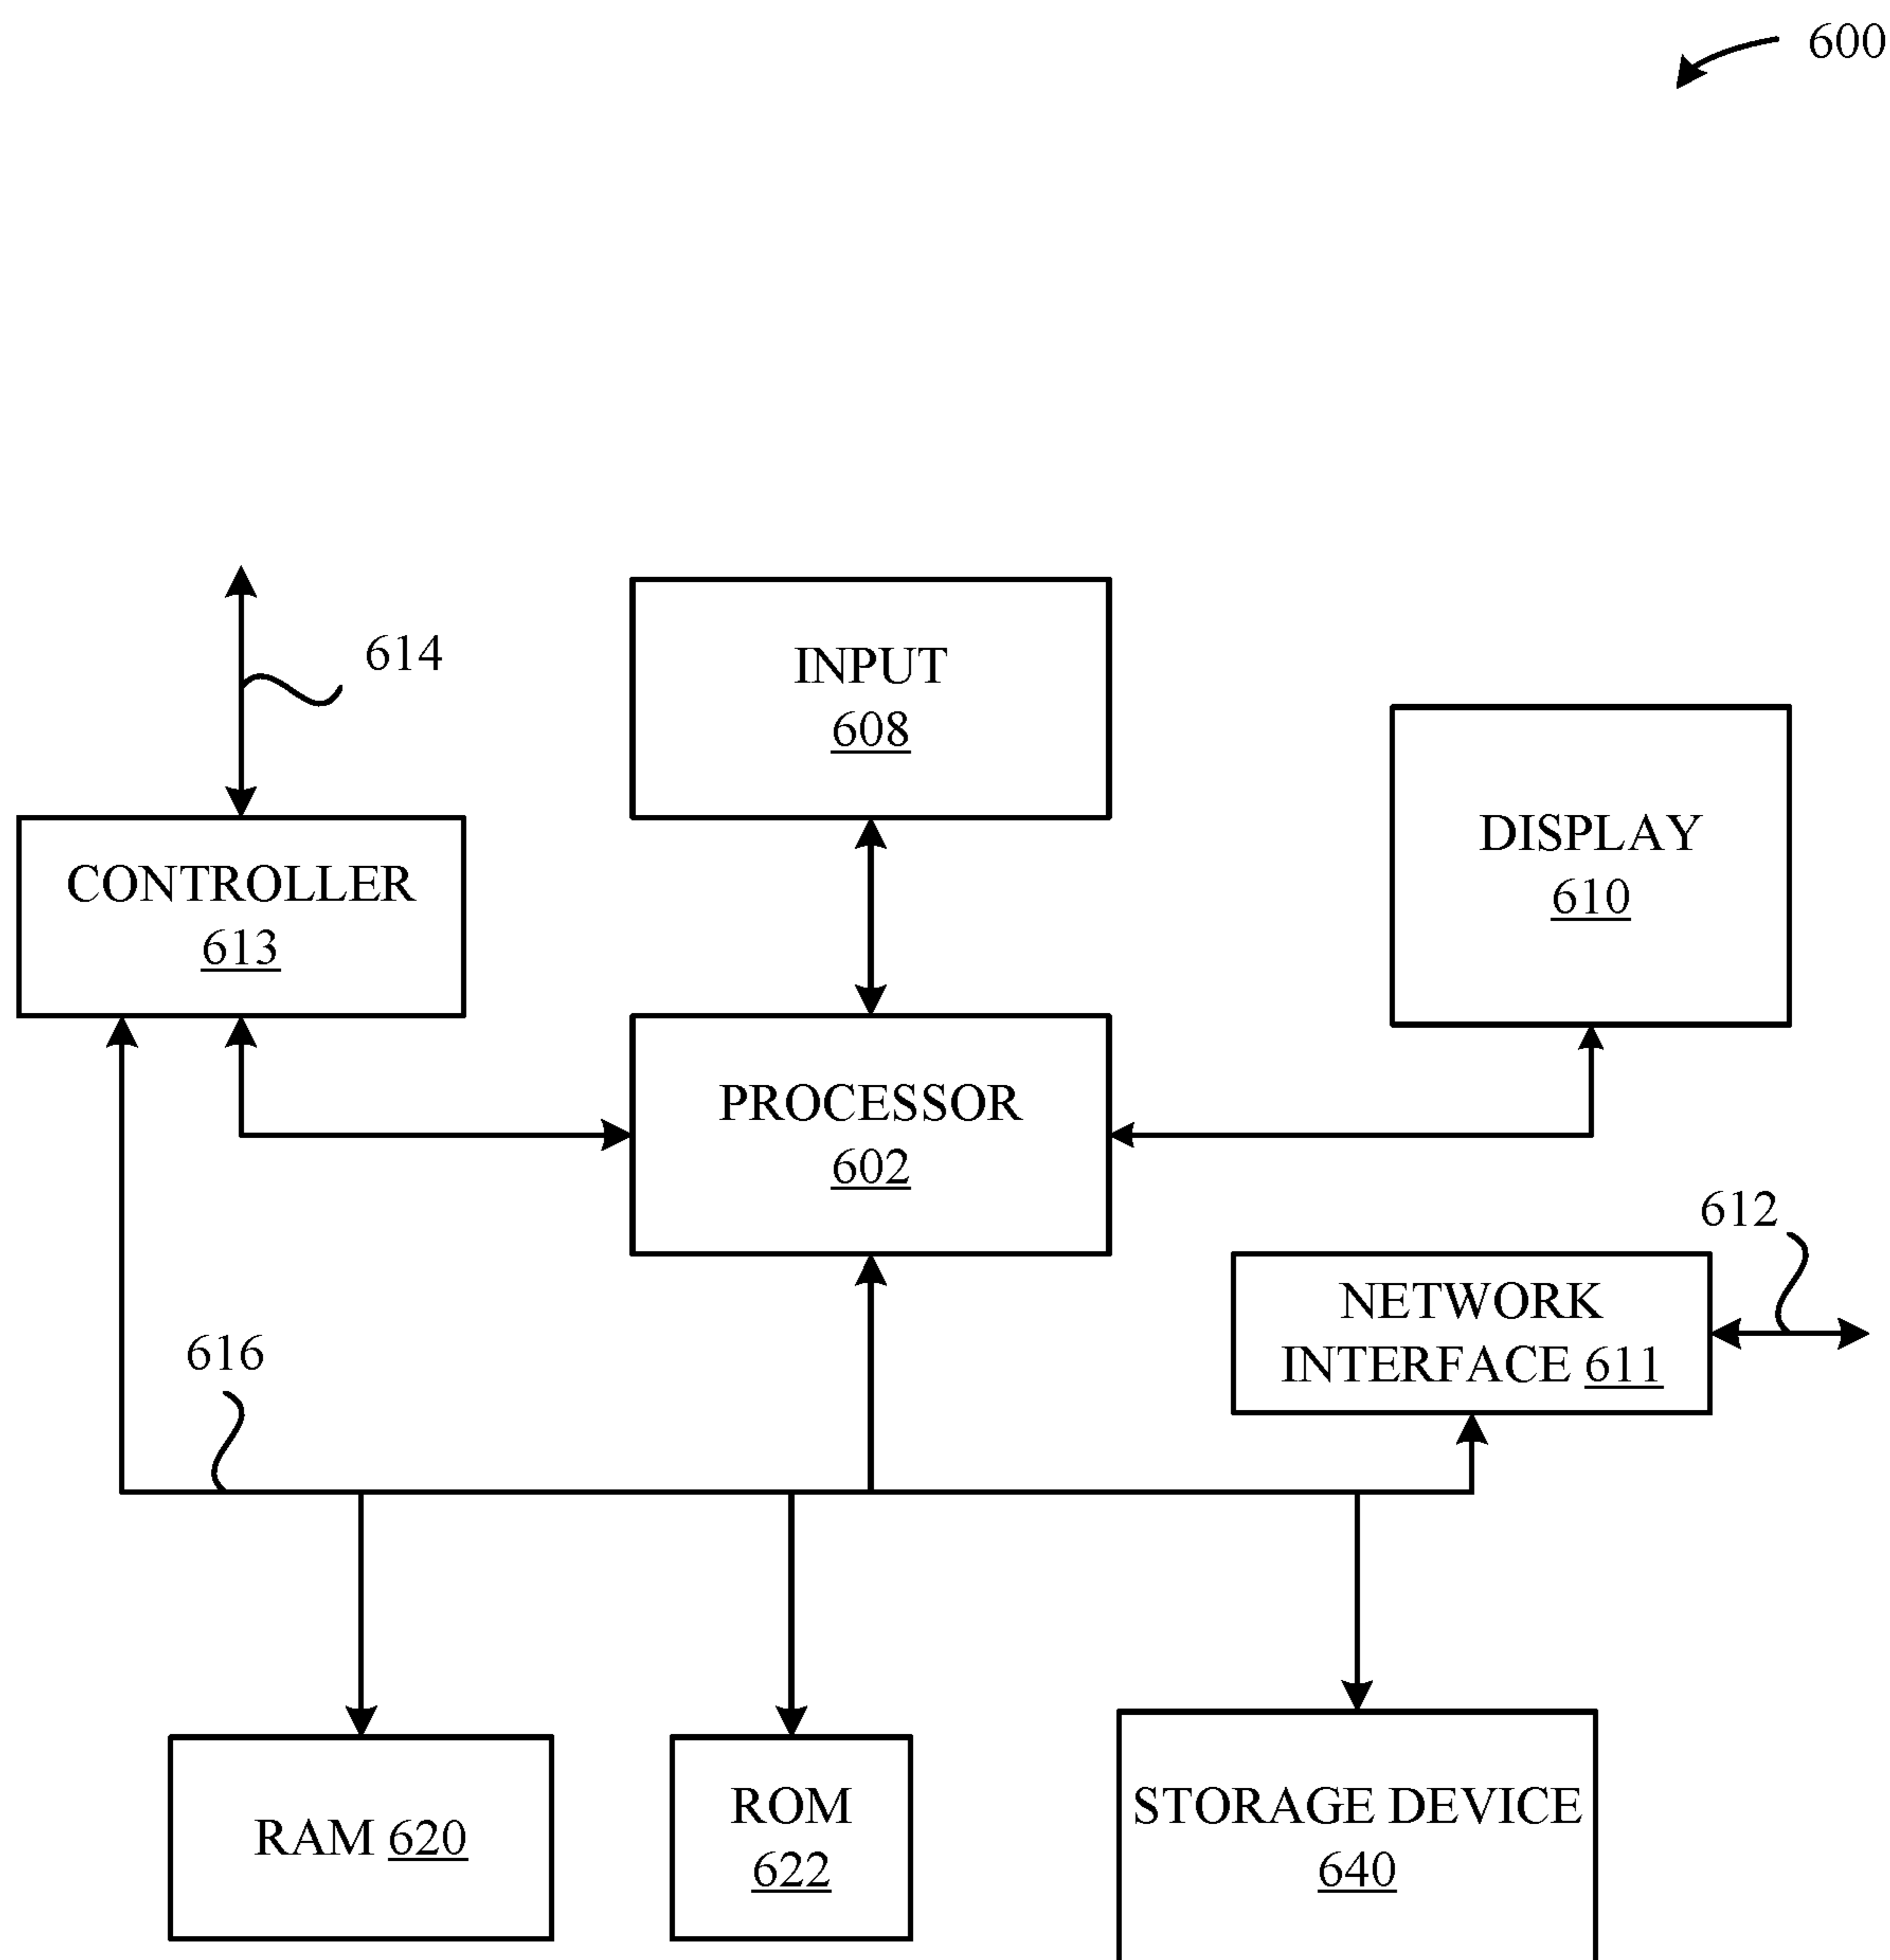 600
614
INPUT
608
DISPLAY
610
CONTROLLER
613
PROCESSOR
602
612
NETWORK
INTERFACE 611
616
RAM 620
ROM
622
STORAGE DEVICE
640